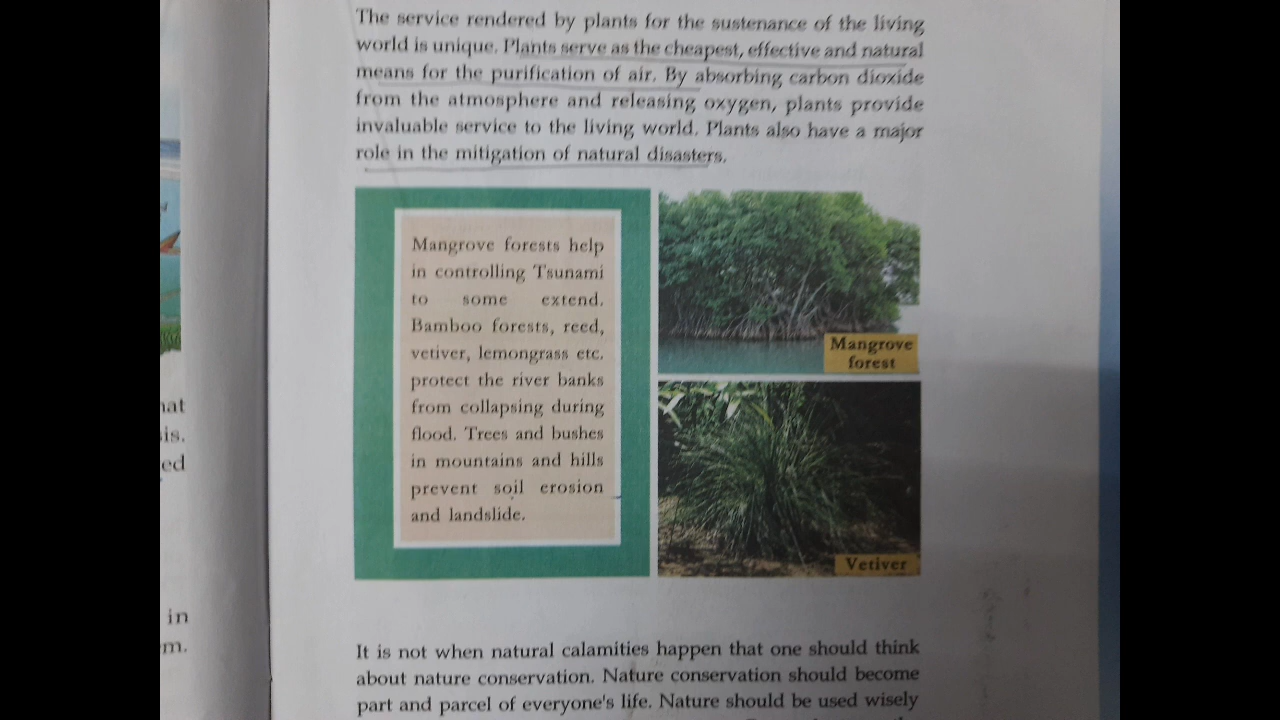 The service rendered by plants for the sustenance of the living
world is unique. Plants serve as the cheapest, effective and natural
means for the purification of air. By absorbing carbon dioxide
from the atmosphere and releasing oxygen, plants provide
invaluable service to the living world. Plants also have a major
role in the mitigation of natural disasters.
Mangrove forests help
in controlling Tsunami
to some extend.
Bamboo forests, reed,
vetiver, lemongrass etc.
protect the river banks
from collapsing during
flood. Trees and bushes
in mountains and hills
prevent soil erosion
and landslide.
Mangrove
forest
Vetiver
It is not when natural calamities happen that one should think
about nature conservation. Nature conservation should become
part and parcel of everyone's life. Nature should be used wisely
in